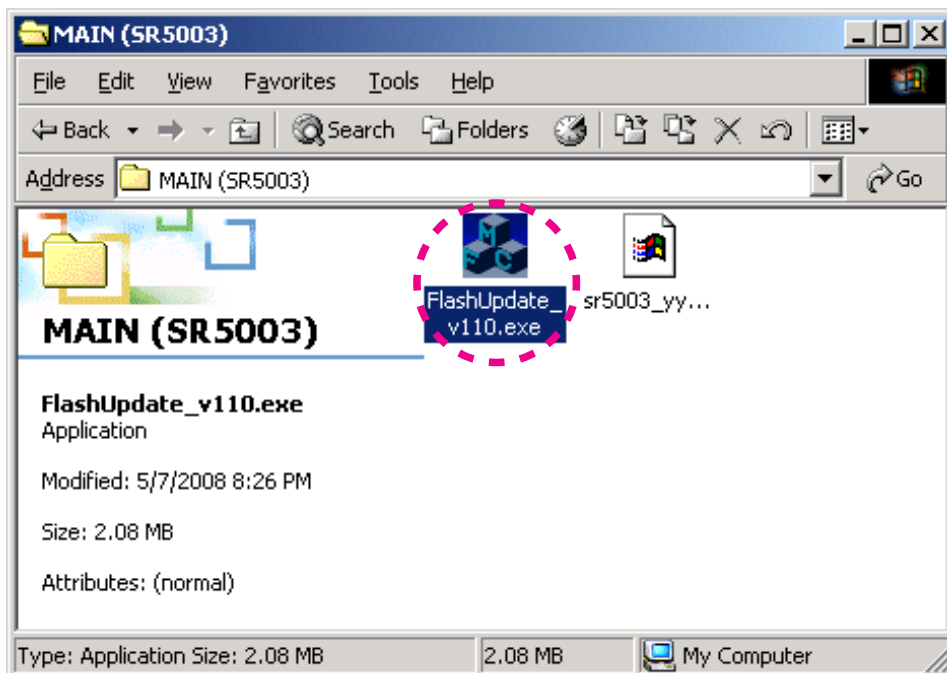 MAIN (SR5003)
File Edit View Favorites Tools Help
Back Search Folders
Address MAIN (SR5003) Go
MFC
FlashUpdate_
v110.exe
sr5003_yy...
MAIN (SR5003)
FlashUpdate_v110.exe
Application
Modified: 5/7/2008 8:26 PM
Size: 2.08 MB
Attributes: (normal)
Type: Application Size: 2.08 MB 2.08 MB My Computer